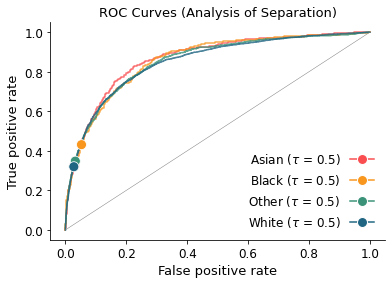 ROC Curves (Analysis of Separation)
True positive rate
1.0
0.8
0.6
0.4
0.2
0.0
Asian (τ = 0.5)
Black (τ = 0.5)
Other (τ = 0.5)
White (τ = 0.5)
0.0 0.2 0.4 0.6 0.8 1.0
False positive rate